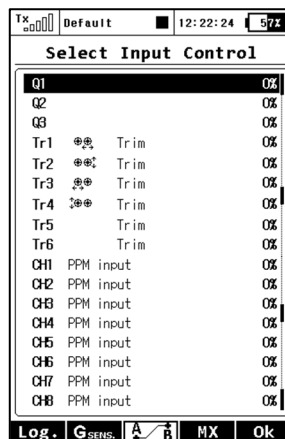 Tx Default 12:22:24 57%
Select Input Control
Q1 0%
Q2 0%
Q3 0%
Tr1 Trim 0%
Tr2 Trim 0%
Tr3 Trim 0%
Tr4 Trim 0%
Tr5 Trim 0%
Tr6 Trim 0%
CH1 PPM input 0%
CH2 PPM input 0%
CH3 PPM input 0%
CH4 PPM input 0%
CH5 PPM input 0%
CH6 PPM input 0%
CH7 PPM input 0%
CH8 PPM input 0%
Log. GSENS. A B MX Ok